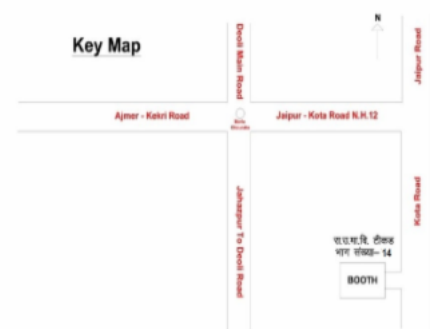 N
Key Map
Deoli Main Road
Jaipur Road
Ajmer - Kekri Road
Jaipur - Kota Road N.H.12
Jahazpur To Deoli Road
Kota Road
रा.उ.मा.वि. टीकड
भाग संख्या– 14
BOOTH